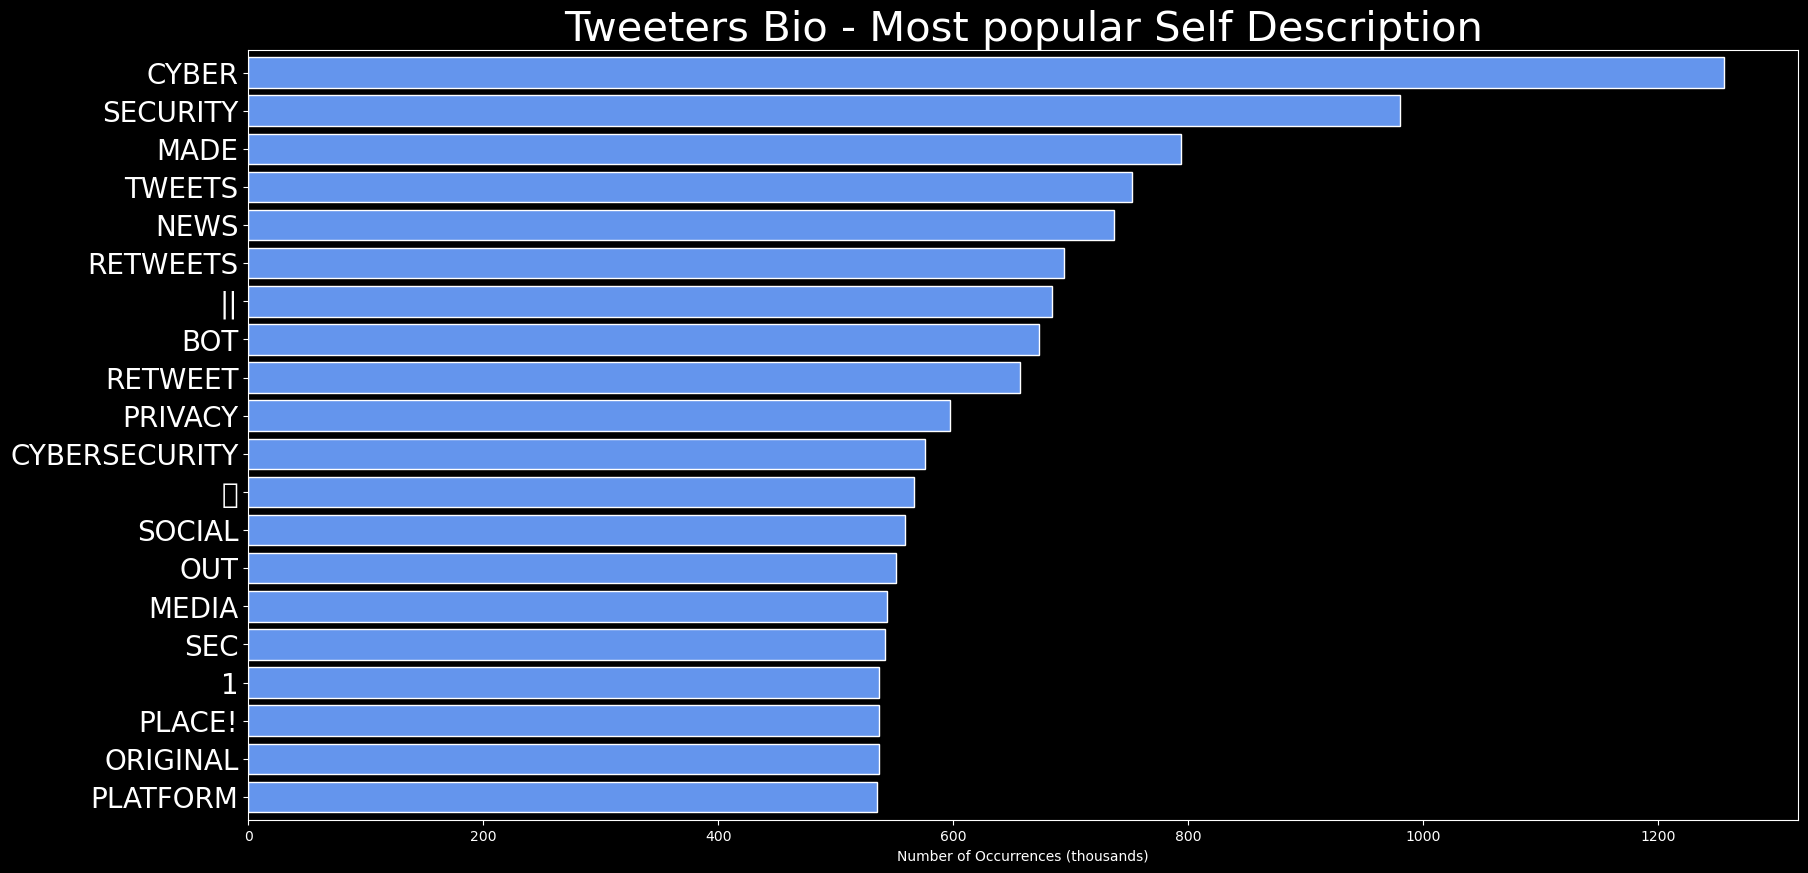 Tweeters Bio - Most popular Self Description
CYBER
SECURITY
MADE
TWEETS
NEWS
RETWEETS
||
BOT
RETWEET
PRIVACY
CYBERSECURITY
SOCIAL
OUT
MEDIA
SEC
1
PLACE!
ORIGINAL
PLATFORM
0 200 400 600 800 1000 1200
Number of Occurrences (thousands)